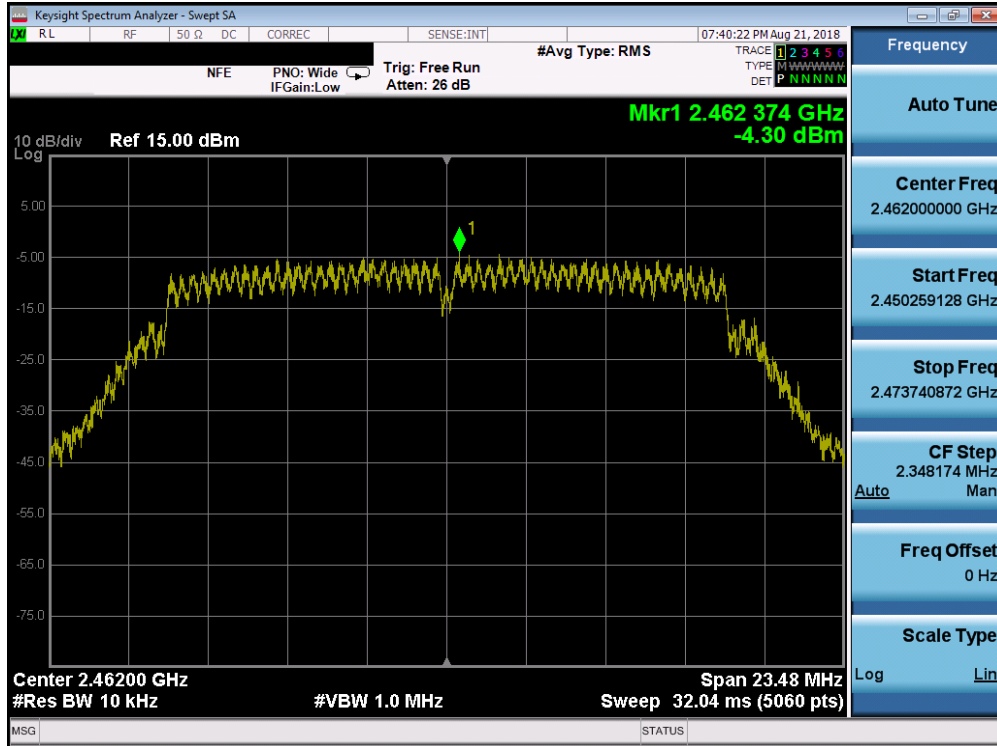 Keysight Spectrum Analyzer - Swept SA
LXI RL RF 50 Ω DC CORREC SENSE:INT 07:40:22 PM Aug 21, 2018
#Avg Type: RMS TRACE 1 2 3 4 5 6
NFE PNO: Wide Trig: Free Run TYPE M WWWWW
IFGain:Low Atten: 26 dB DET P N N N N N
Mkr1 2.462 374 GHz
-4.30 dBm
10 dB/div Ref 15.00 dBm
Log
1
5.00
-5.00
-15.0
-25.0
-35.0
-45.0
-55.0
-65.0
-75.0
Center 2.46200 GHz Span 23.48 MHz
#Res BW 10 kHz #VBW 1.0 MHz Sweep 32.04 ms (5060 pts)
MSG STATUS
Frequency
Auto Tune
Center Freq
2.462000000 GHz
Start Freq
2.450259128 GHz
Stop Freq
2.473740872 GHz
CF Step
2.348174 MHz
Auto Man
Freq Offset
0 Hz
Scale Type
Log Lin